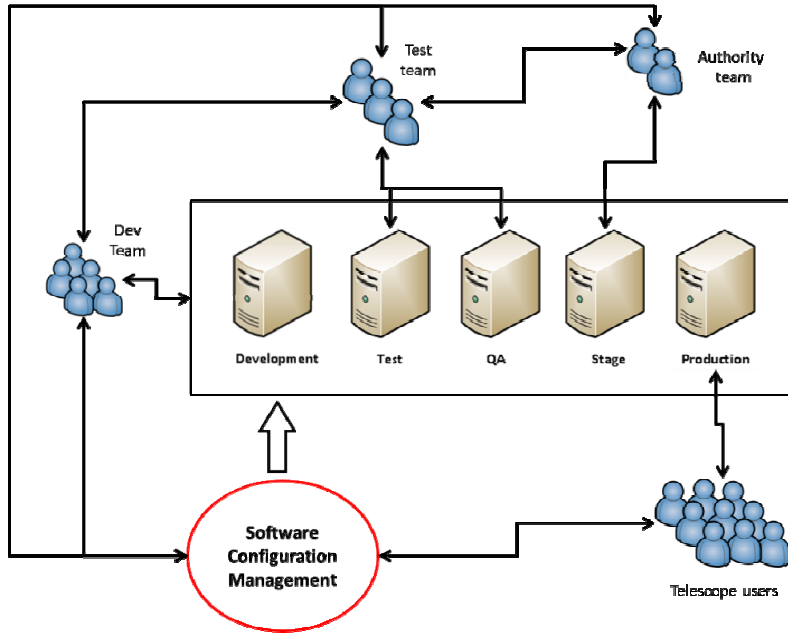 Test
team
Authority
team
Dev
Team
Development
Test
QA
Stage
Production
Software
Configuration
Management
Telescope users